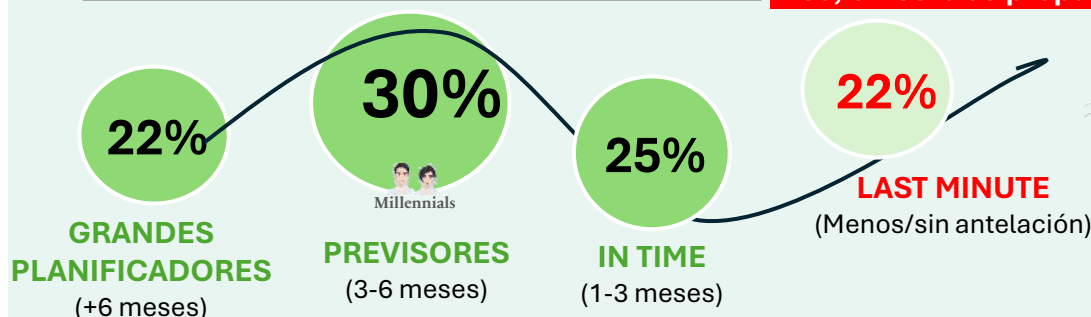 22%
30%
Millennials
25%
22%
GRANDES
PLANIFICADORES
(+6 meses)
PREVISORES
(3-6 meses)
IN TIME
(1-3 meses)
LAST MINUTE
(Menos/sin antelación)